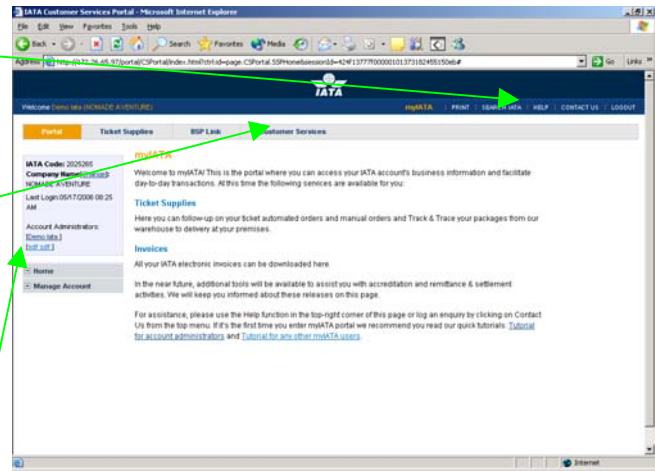 IATA Customer Services Portal - Microsoft Internet Explorer
File Edit View Favorites Tools Help
Back Search Favorites Media
Address Go Links
IATA
Welcome Demo Iata (NOMADE AVENTURE)
myIATA | PRINT | SEARCH IATA | HELP | CONTACT US | LOGOUT
Portal Ticket Supplies BSP Link Customer Services
IATA Code: 2025265
Company Name
NOMADE AVENTURE
Last Login:05/17/2006 08:25
AM
Account Administrators:
[Demo Iata ]
Home
Manage Account
myIATA
Welcome to myIATA! This is the portal where you can access your IATA account's business information and facilitate
day-to-day transactions. At this time the following services are available for you:
Ticket Supplies
Here you can follow-up on your ticket automated orders and manual orders and Track & Trace your packages from our
warehouse to delivery at your premises.
Invoices
All your IATA electronic invoices can be downloaded here.
In the near future, additional tools will be available to assist you with accreditation and remittance & settlement
activities. We will keep you informed about these releases on this page.
For assistance, please use the Help function in the top-right corner of this page or log an enquiry by clicking on Contact
Us from the top menu. If it's the first time you enter myIATA portal we recommend you read our quick tutorials. Tutorial
for account administrators and Tutorial for any other myIATA users.
Internet